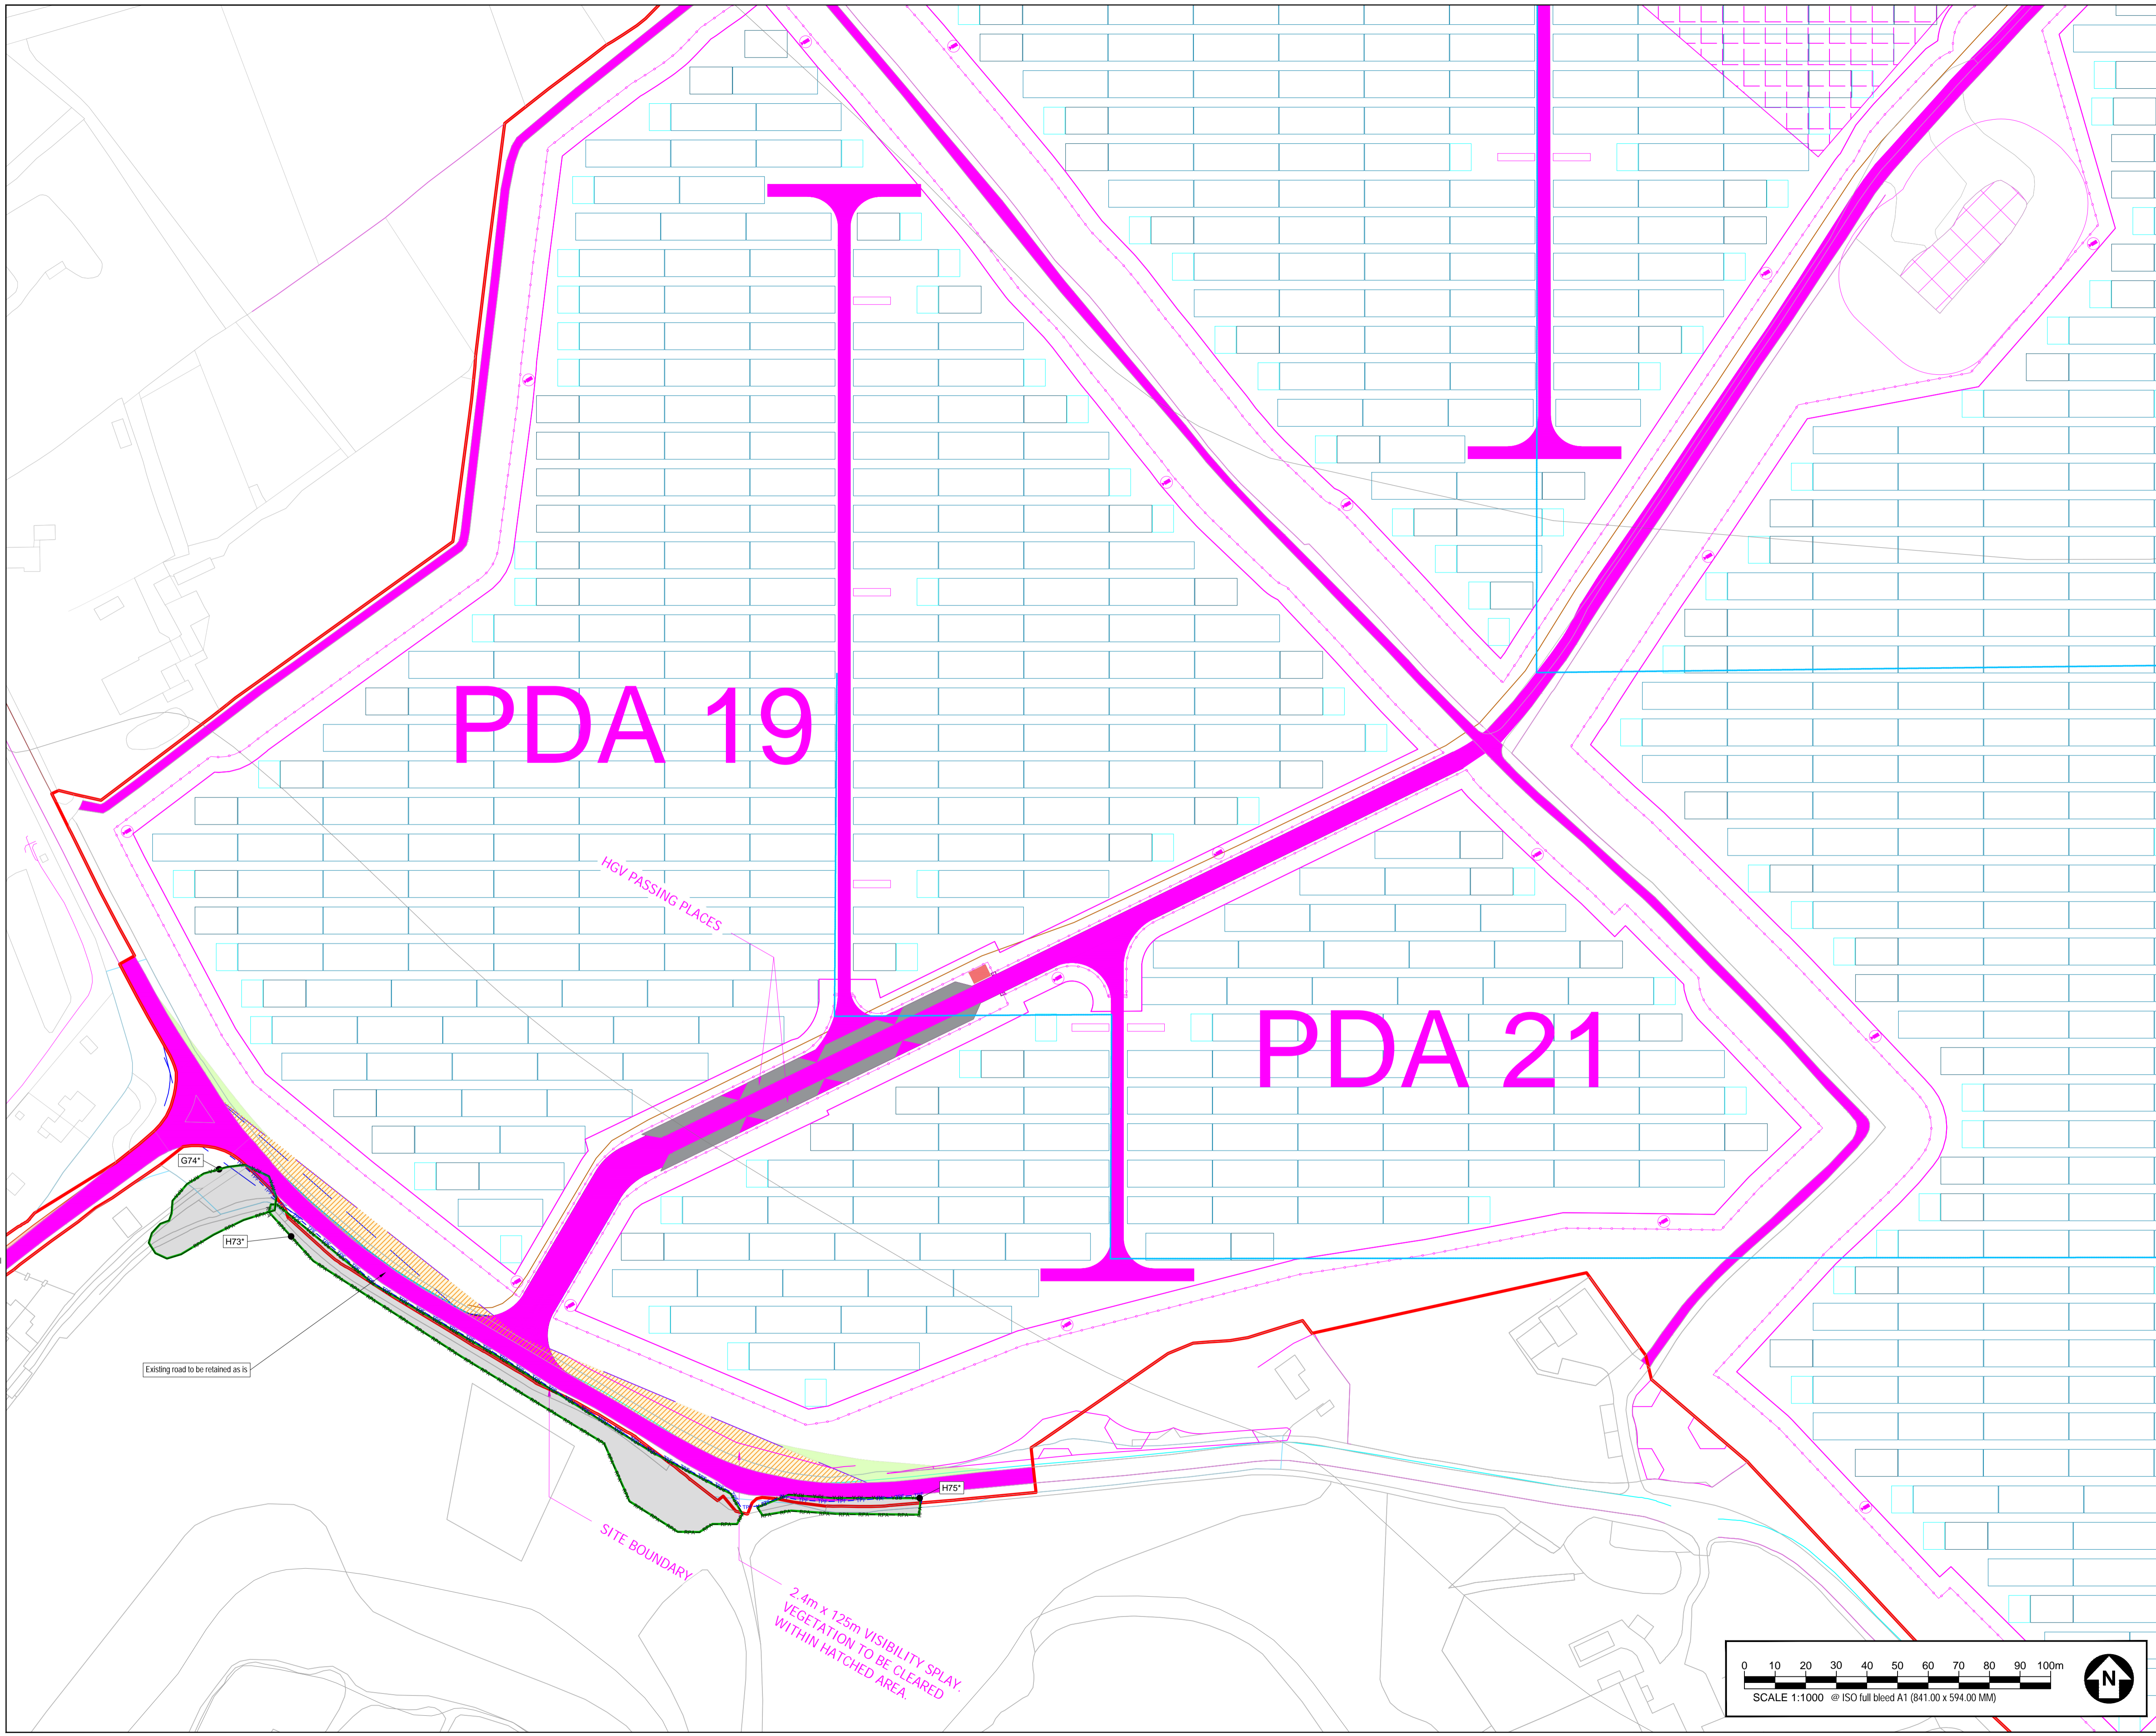 PDA 19
HGV PASSING PLACES
PDA 21
G74*
H73*
Existing road to be retained as is
H75*
SITE BOUNDARY
2.4m x 125m VISIBILITY SPLAY.
VEGETATION TO BE CLEARED
WITHIN HATCHED AREA.
0 10 20 30 40 50 60 70 80 90 100m
SCALE 1:1000 @ ISO full bleed A1 (841.00 x 594.00 MM)
N